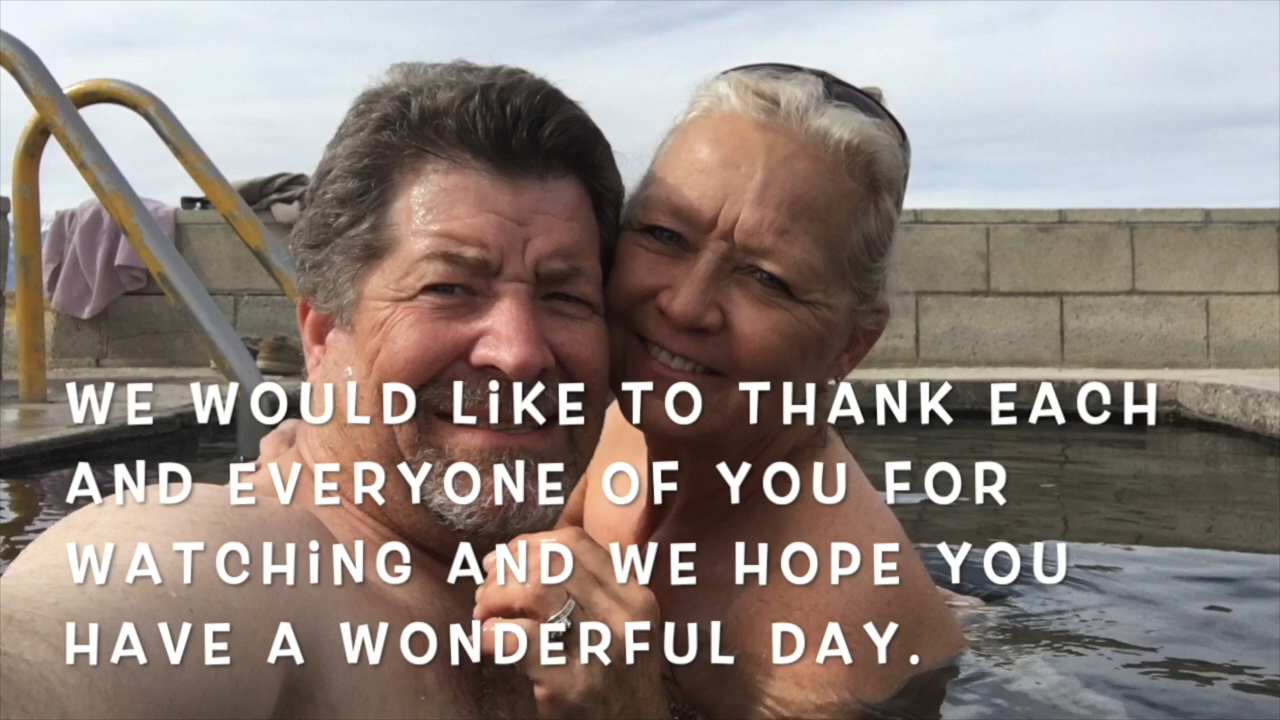 WE WOULD LiKE TO THANK EACH
AND EVERYONE OF YOU FOR
WATCHiNG AND WE HOPE YOU
HAVE A WONDERFUL DAY.